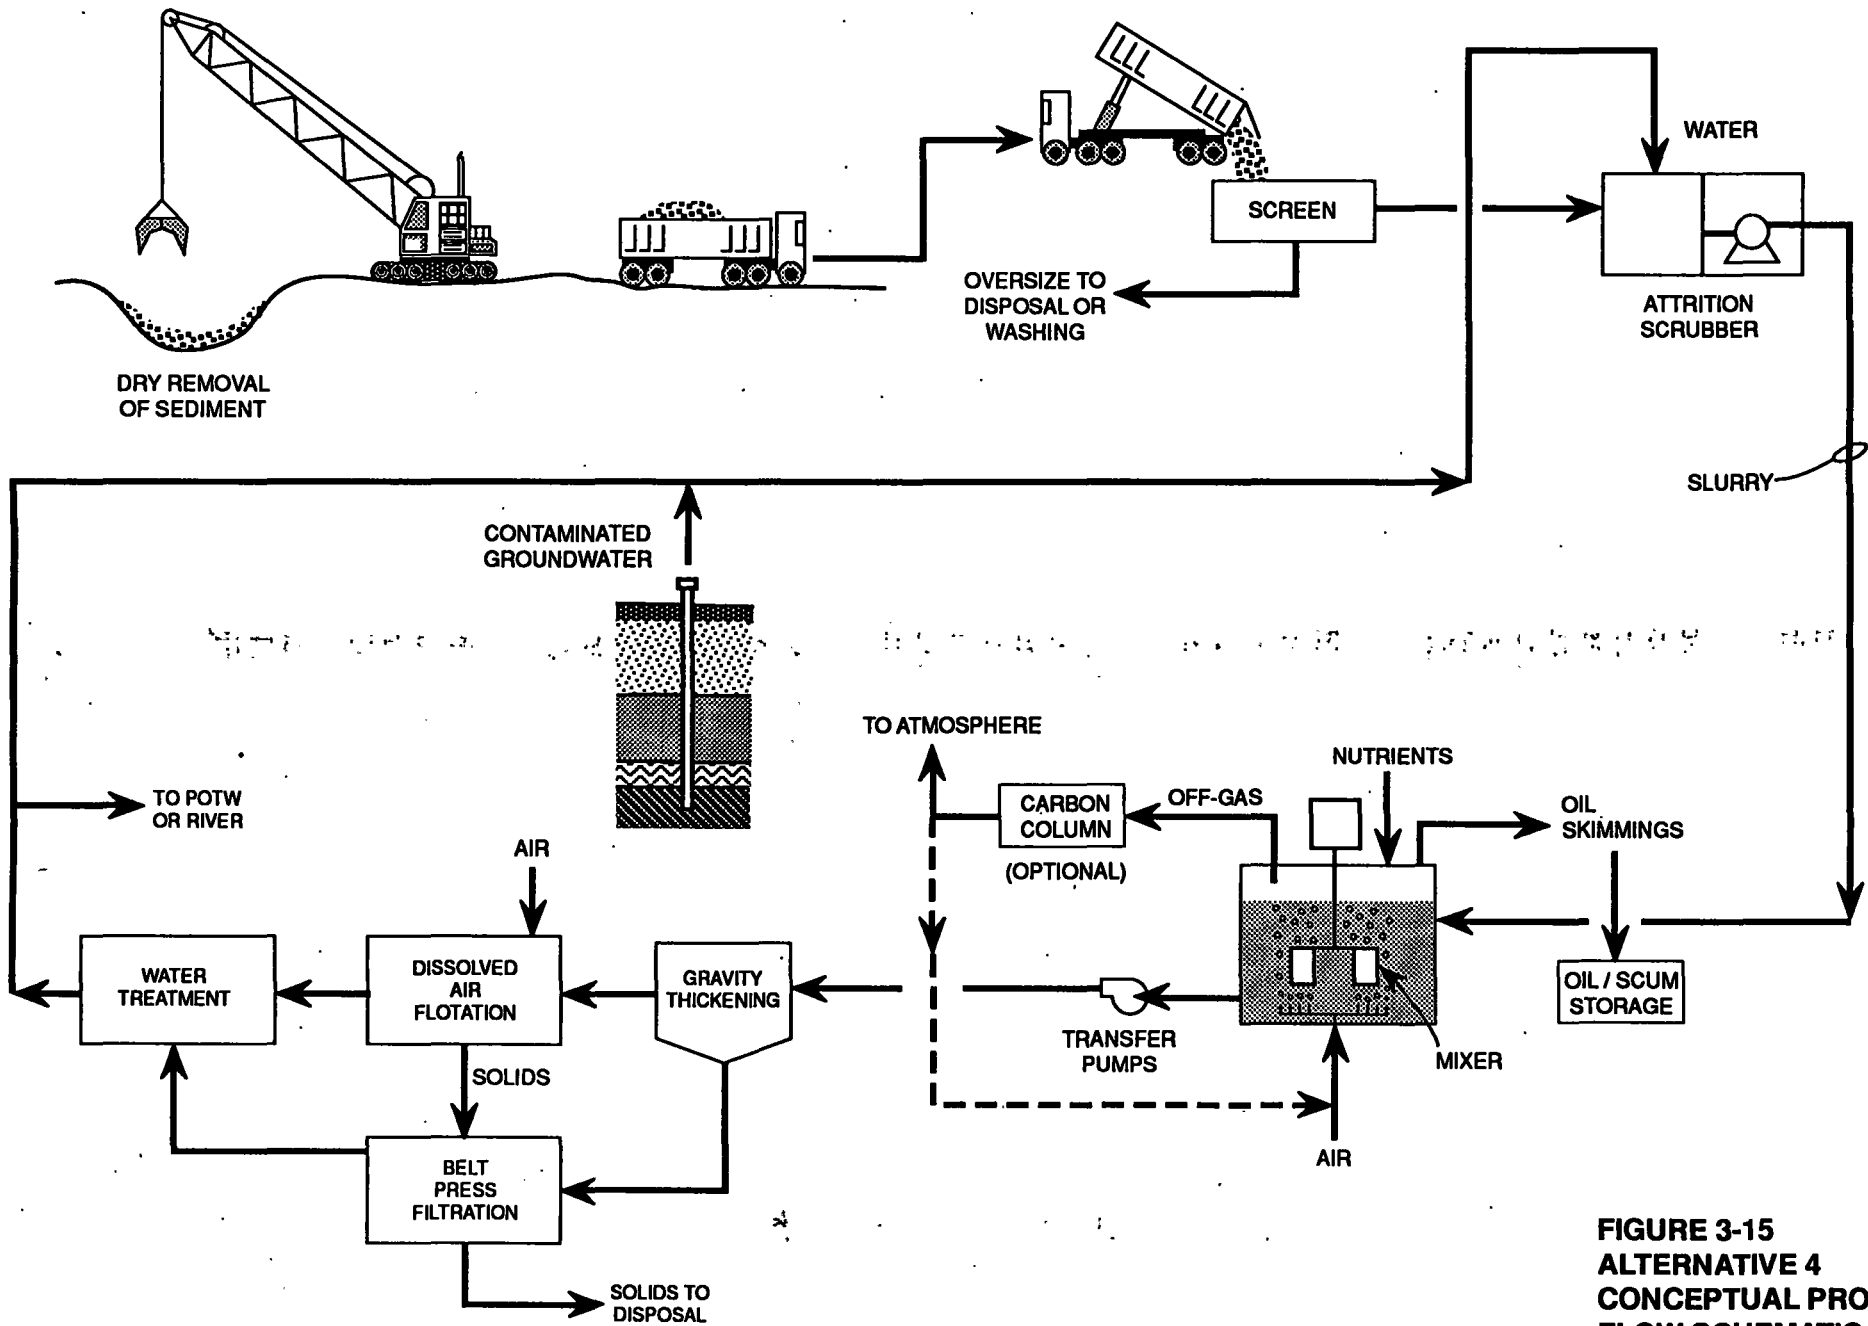 WATER
SCREEN
OVERSIZE TO
DISPOSAL OR
WASHING
ATTRITION
SCRUBBER
DRY REMOVAL
OF SEDIMENT
SLURRY
CONTAMINATED
GROUNDWATER
TO ATMOSPHERE
NUTRIENTS
CARBON
COLUMN
(OPTIONAL)
OFF-GAS
OIL
SKIMMINGS
TO POTW
OR RIVER
AIR
WATER
TREATMENT
DISSOLVED
AIR
FLOTATION
GRAVITY
THICKENING
TRANSFER
PUMPS
MIXER
OIL / SCUM
STORAGE
SOLIDS
AIR
BELT
PRESS
FILTRATION
SOLIDS TO
DISPOSAL
FIGURE 3-15
ALTERNATIVE 4
CONCEPTUAL PRO